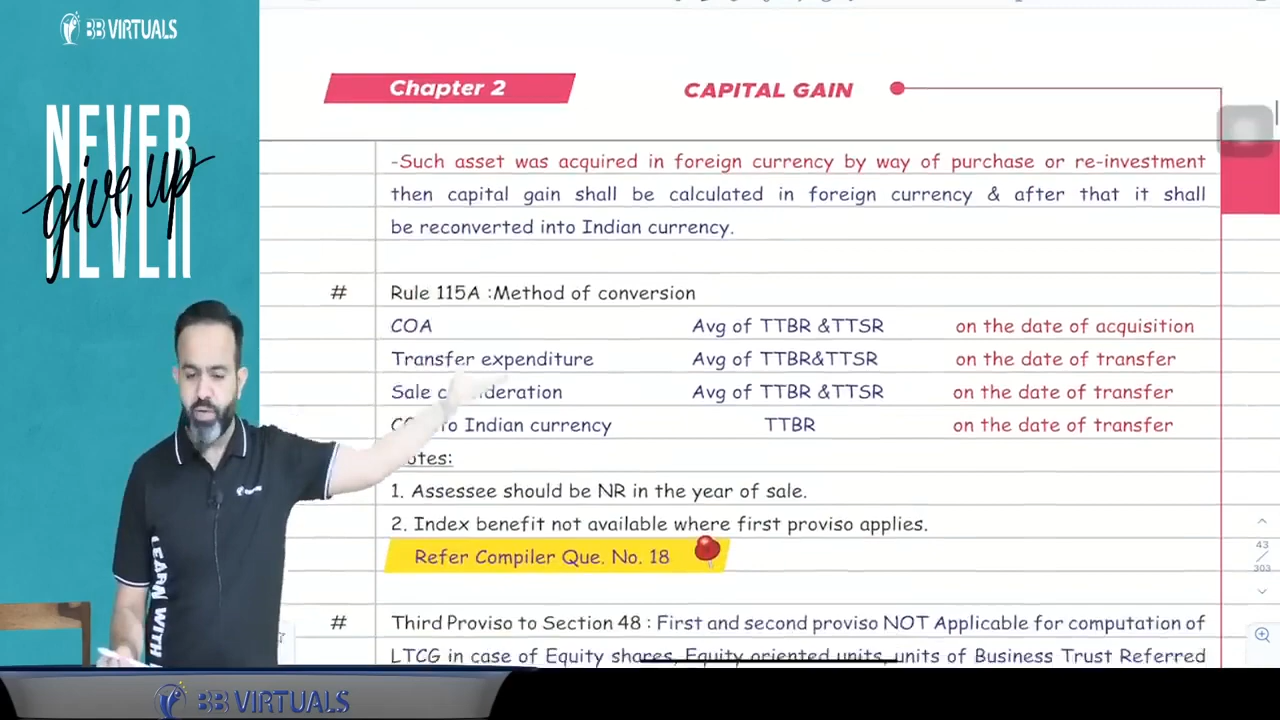 BB VIRTUALS
NEVER
give up
NEVER
Chapter 2
CAPITAL GAIN
-Such asset was acquired in foreign currency by way of purchase or re-investment
then capital gain shall be calculated in foreign currency & after that it shall
be reconverted into Indian currency.
# Rule 115A :Method of conversion
COA Avg of TTBR &TTSR on the date of acquisition
Transfer expenditure Avg of TTBR&TTSR on the date of transfer
Sale Avg of TTBR &TTSR on the date of transfer
to Indian currency TTBR on the date of transfer
1. Assessee should be NR in the year of sale.
2. Index benefit not available where first proviso applies.
Refer Compiler Que. No. 18
# Third Proviso to Section 48 : First and second proviso NOT Applicable for computation of
LTCG in case of Equity shares, Equity oriented units, units of Business Trust Referred
43
303
LEARN WITH
BB VIRTUALS